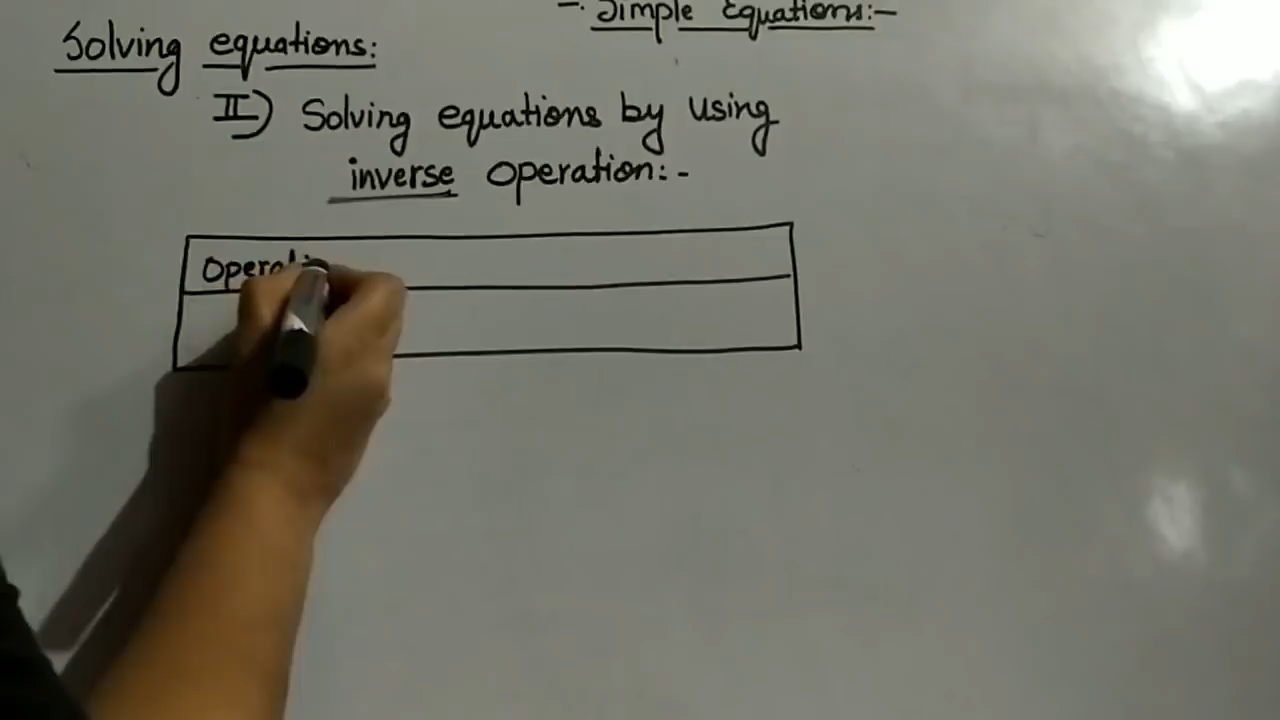 -: Simple Equations:-
Solving equations:
II) Solving equations by using
inverse operation:-